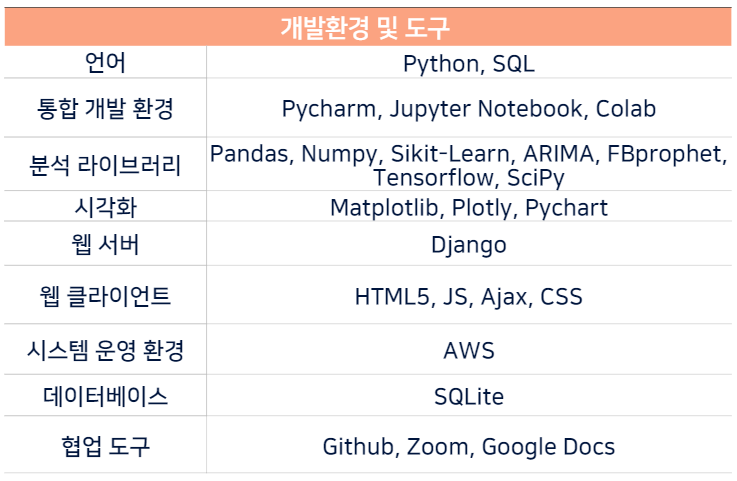 개발환경 및 도구
언어 Python, SQL
통합 개발 환경 Pycharm, Jupyter Notebook, Colab
분석 라이브러리 Pandas, Numpy, Sikit-Learn, ARIMA, FBprophet,
Tensorflow, SciPy
시각화 Matplotlib, Plotly, Pychart
웹 서버 Django
웹 클라이언트 HTML5, JS, Ajax, CSS
시스템 운영 환경 AWS
데이터베이스 SQLite
협업 도구 Github, Zoom, Google Docs